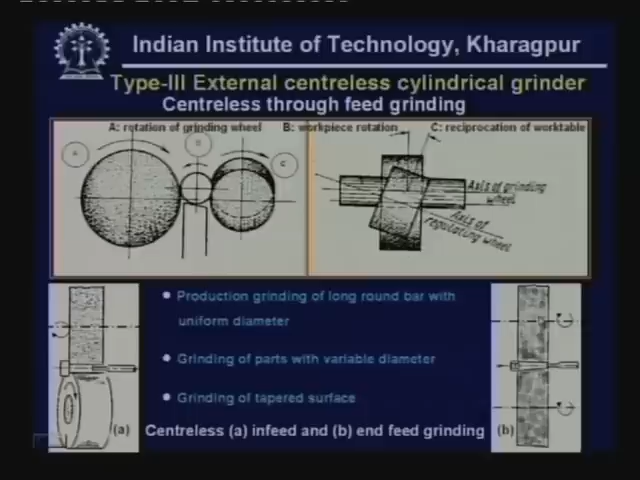 Indian Institute of Technology, Kharagpur
Type-III External centreless cylindrical grinder
Centreless through feed grinding
A: rotation of grinding wheel B: workpiece rotation C: reciprocation of worktable
A
B
C
Axis of grinding
wheel
Axis of
regulating wheel
Production grinding of long round bar with
uniform diameter
Grinding of parts with variable diameter
Grinding of tapered surface
(a) Centreless (a) infeed and (b) end feed grinding (b)